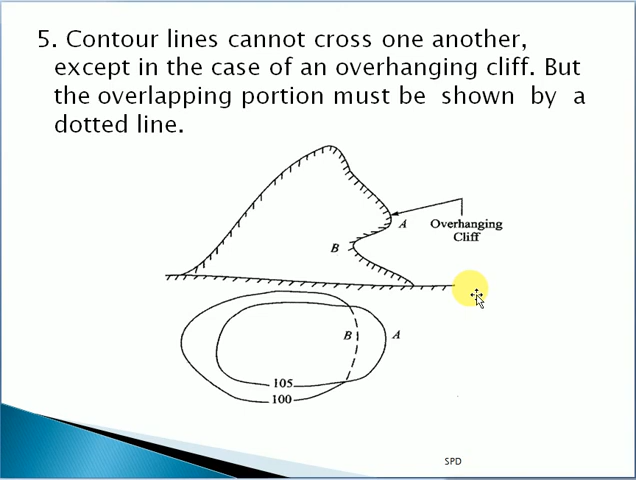 5. Contour lines cannot cross one another,
except in the case of an overhanging cliff. But
the overlapping portion must be shown by a
dotted line.
A
Overhanging
Cliff
B
B
A
105
100
SPD